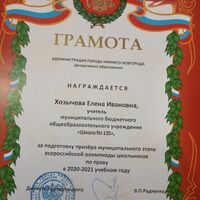 ГРАМОТА
АДМИНИСТРАЦИЯ ГОРОДА НИЖНЕГО НОВГОРОДА
Департамент образования
НАГРАЖДАЕТСЯ
Хозычева Елена Ивановна,
учитель
муниципального бюджетного
общеобразовательного учреждения
«Школа № 135»,
за подготовку призёра муниципального этапа
всероссийской олимпиады школьников
по праву
в 2020-2021 учебном году
Директор департамента
В.П.Радченко